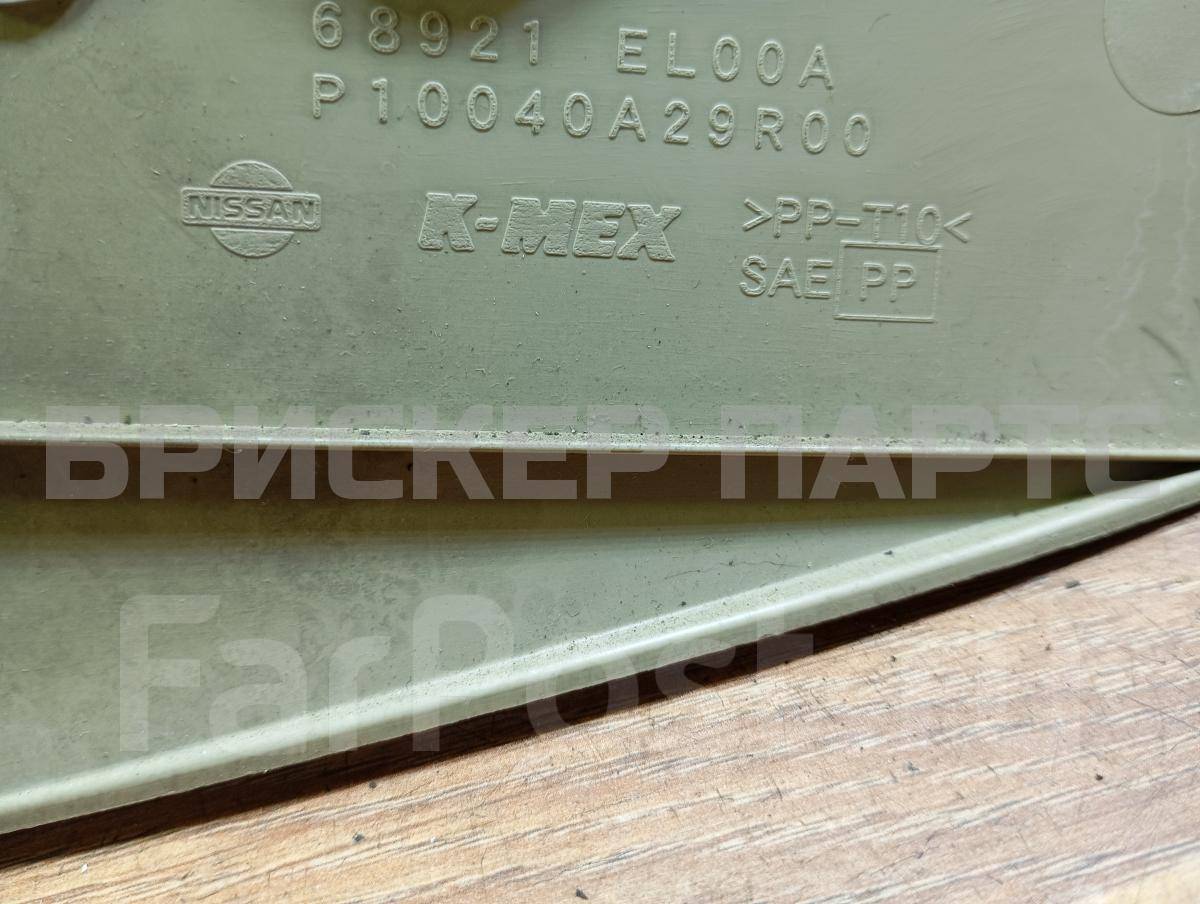 68921 EL00A
P10040A29R00
NISSAN
K-MEX
>PP-T10<
SAE PP
БРИСКЕР ПАРТС
FarPost